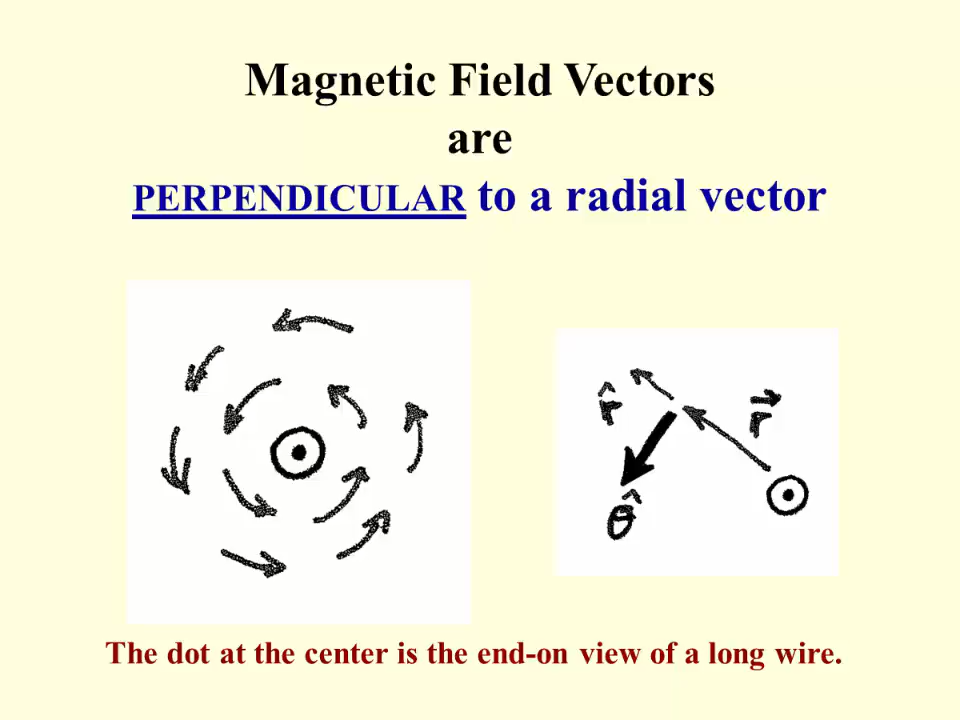 Magnetic Field Vectors
are
PERPENDICULAR to a radial vector
r̂
r⃗
θ̂
The dot at the center is the end-on view of a long wire.